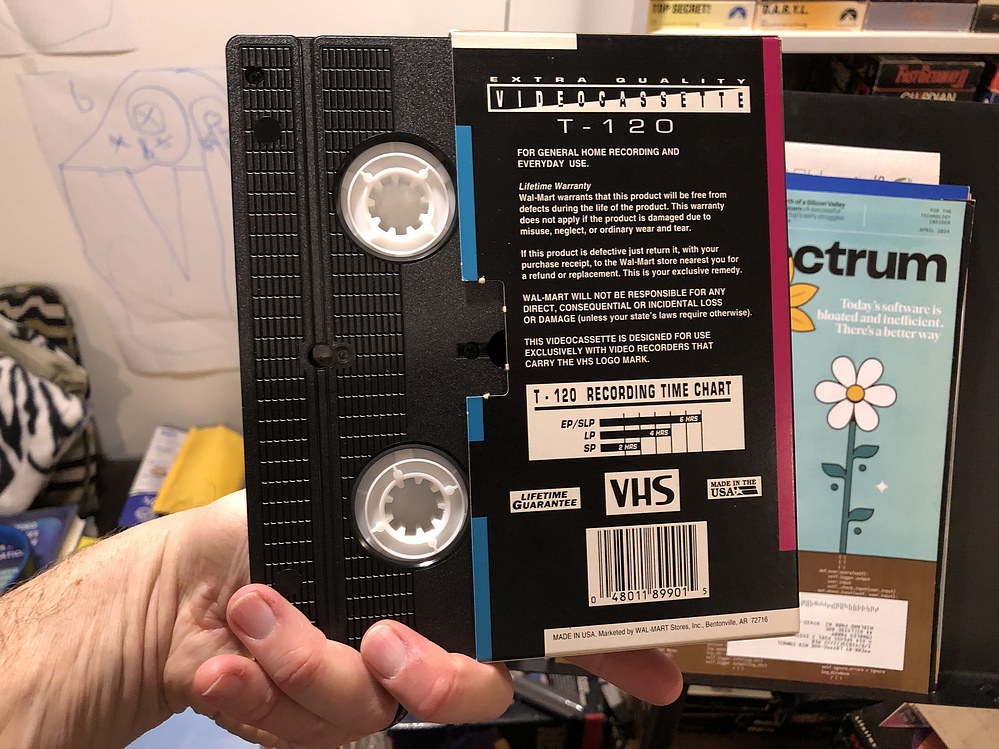 TOP SECRET!
D.A.R.Y.L.
EXTRA QUALITY
VIDEOCASSETTE
T-120
FOR GENERAL HOME RECORDING AND
EVERYDAY USE.
Lifetime Warranty
Wal-Mart warrants that this product will be free from
defects during the life of the product. This warranty
does not apply if the product is damaged due to
misuse, neglect, or ordinary wear and tear.
If this product is defective just return it, with your
purchase receipt, to the Wal-Mart store nearest you for
a refund or replacement. This is your exclusive remedy.
WAL-MART WILL NOT BE RESPONSIBLE FOR ANY
DIRECT, CONSEQUENTIAL OR INCIDENTAL LOSS
OR DAMAGE (unless your state's laws require otherwise).
THIS VIDEOCASSETTE IS DESIGNED FOR USE
EXCLUSIVELY WITH VIDEO RECORDERS THAT
CARRY THE VHS LOGO MARK.
T-120 RECORDING TIME CHART
EP/SLP 6 HRS
LP 4 HRS
SP 2 HRS
LIFETIME
GUARANTEE
VHS
MADE IN THE
USA
0 48011 89901 5
MADE IN USA. Marketed by WAL-MART Stores, Inc., Bentonville, AR 72716
FOR THE
TECHNOLOGY
INSIDER
APRIL 2024
ctrum
Today's software is
bloated and inefficient.
There's a better way